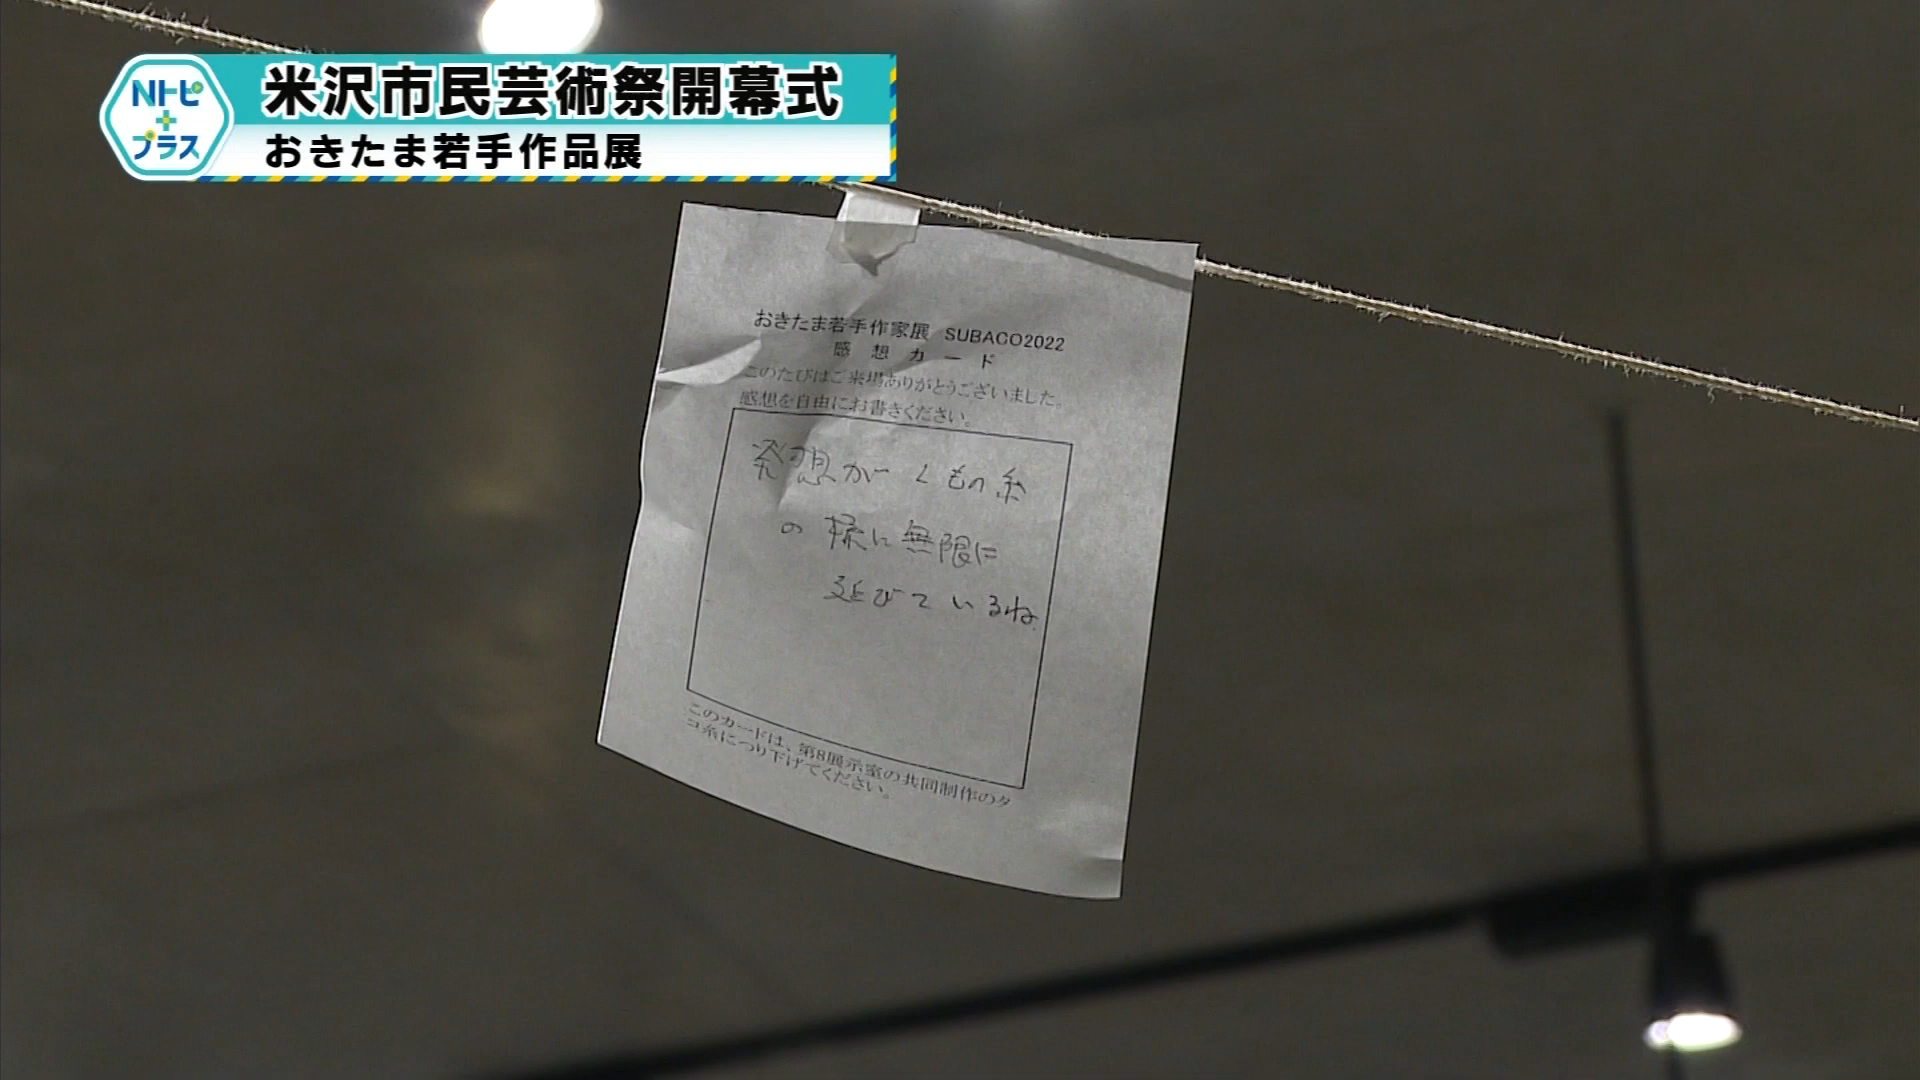 Nトピ
+
プラス
米沢市民芸術祭開幕式
おきたま若手作品展
おきたま若手作家展 SUBACO2022
感想カード
このたびはご来場ありがとうございました。
感想を自由にお書きください。
発想がくもの糸
の様に無限に
延びているね
このカードは、第8展示室の共同制作のタ
コ糸につり下げてください。